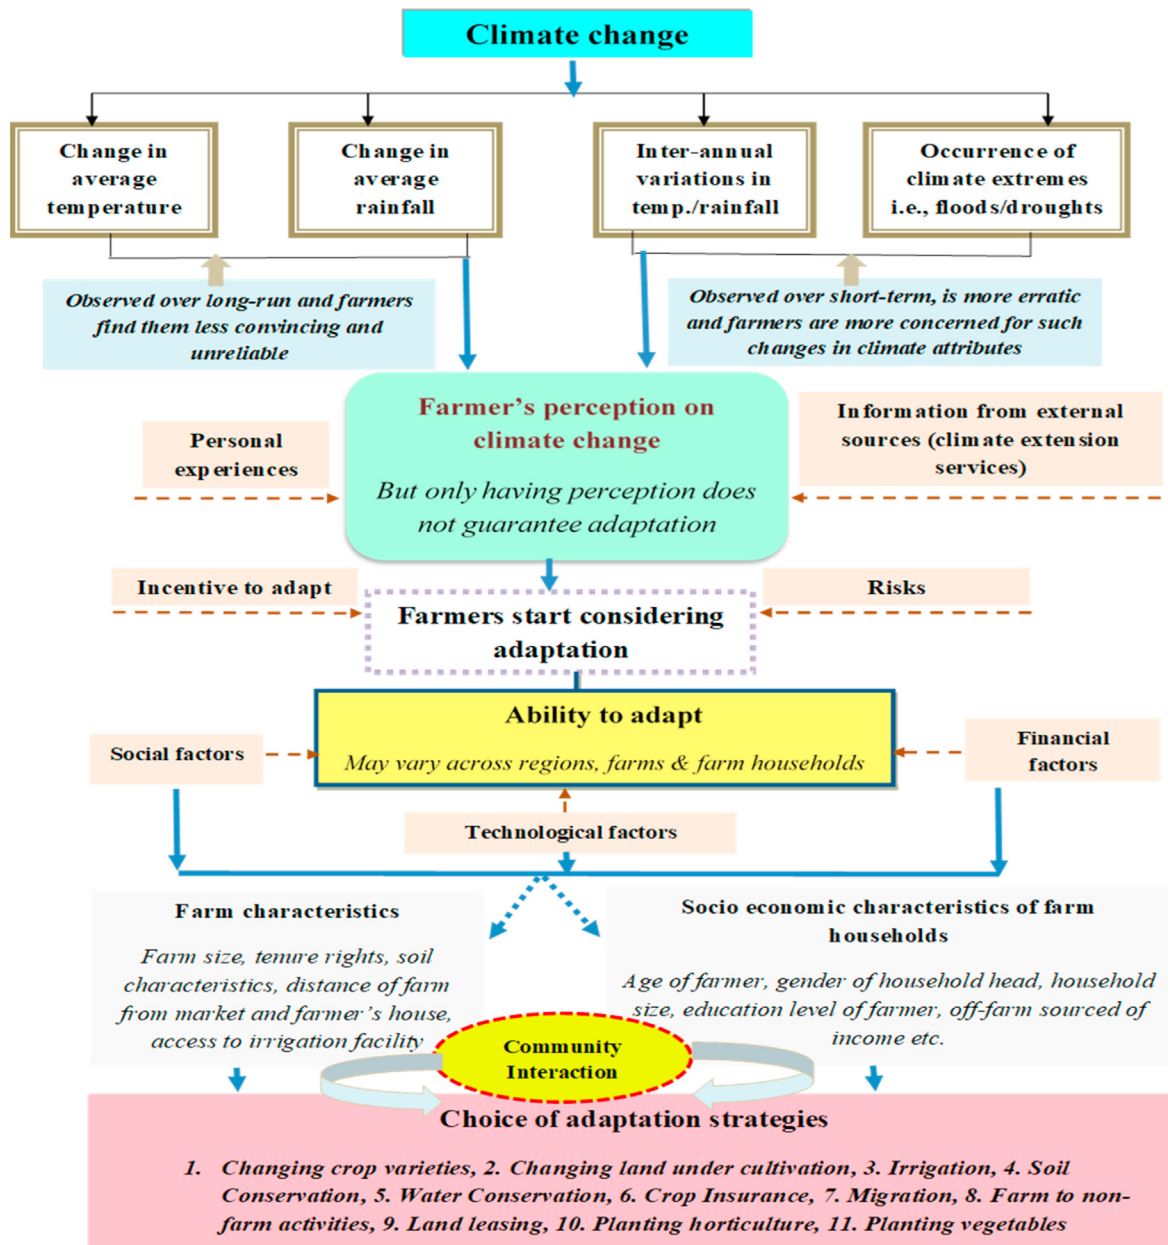 Climate change
Change in
average
temperature
Change in
average
rainfall
Inter-annual
variations in
temp./rainfall
Occurrence of
climate extremes
i.e., floods/droughts
Observed over long-run and farmers
find them less convincing and
unreliable
Observed over short-term, is more erratic
and farmers are more concerned for such
changes in climate attributes
Farmer's perception on
climate change
But only having perception does
not guarantee adaptation
Personal
experiences
Information from external
sources (climate extension
services)
Incentive to adapt
Risks
Farmers start considering
adaptation
Ability to adapt
May vary across regions, farms & farm households
Social factors
Financial
factors
Technological factors
Farm characteristics
Farm size, tenure rights, soil
characteristics, distance of farm
from market and farmer's house,
access to irrigation facility
Socio economic characteristics of farm
households
Age of farmer, gender of household head, household
size, education level of farmer, off-farm sourced of
income etc.
Community
Interaction
Choice of adaptation strategies
1. Changing crop varieties, 2. Changing land under cultivation, 3. Irrigation, 4. Soil
Conservation, 5. Water Conservation, 6. Crop Insurance, 7. Migration, 8. Farm to non-
farm activities, 9. Land leasing, 10. Planting horticulture, 11. Planting vegetables